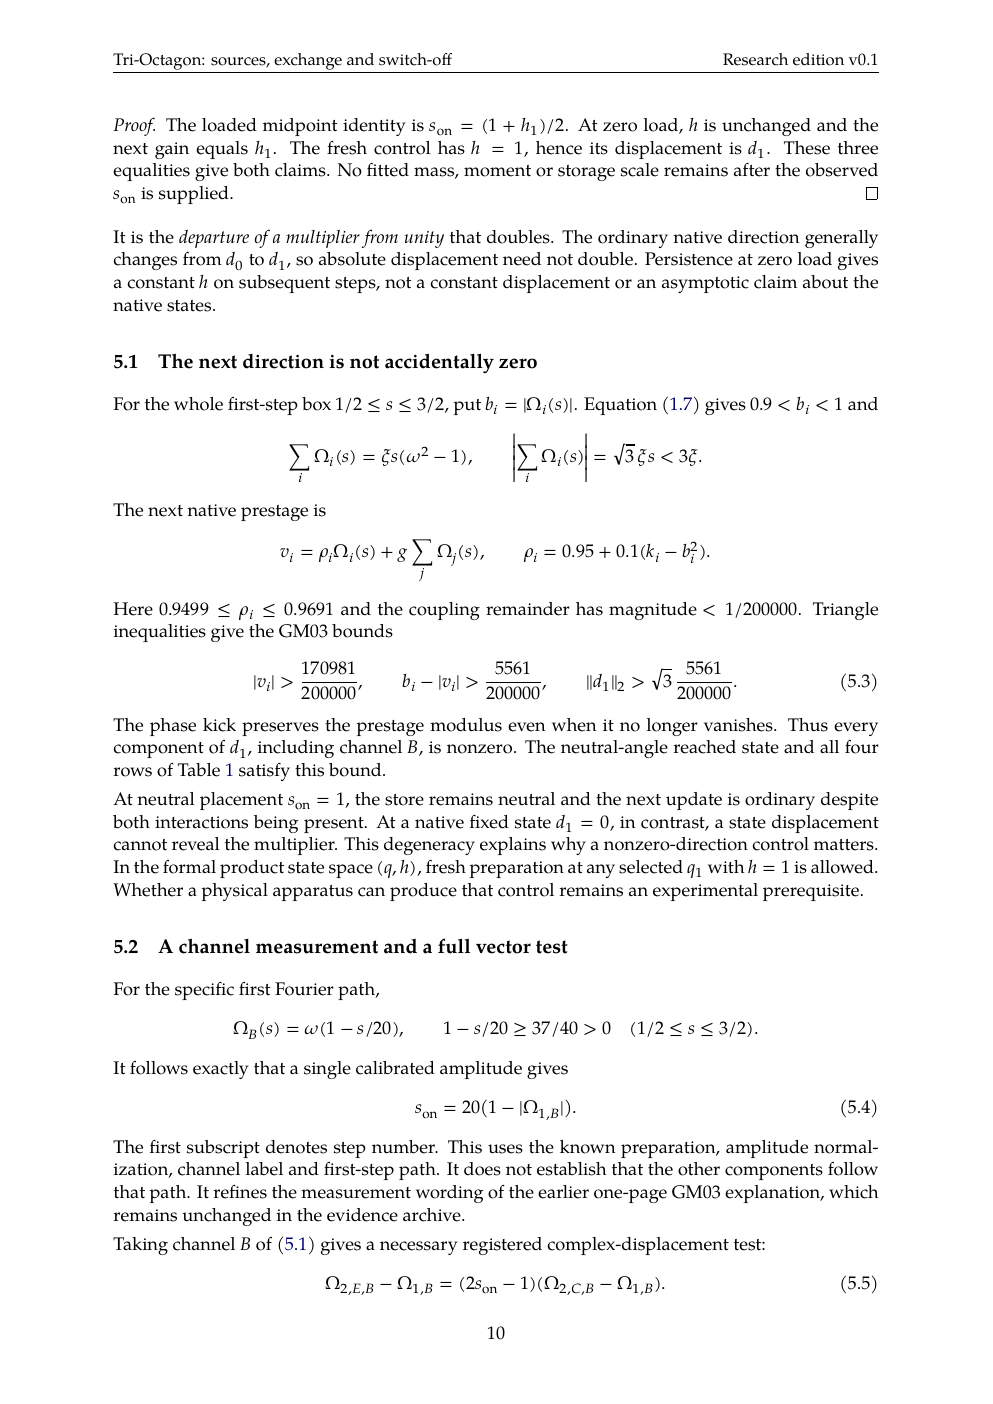 Tri-Octagon: sources, exchange and switch-off Research edition v0.1
Proof. The loaded midpoint identity is s_on = (1 + h_1)/2. At zero load, h is unchanged and the
next gain equals h_1. The fresh control has h = 1, hence its displacement is d_1. These three
equalities give both claims. No fitted mass, moment or storage scale remains after the observed
s_on is supplied. □
It is the departure of a multiplier from unity that doubles. The ordinary native direction generally
changes from d_0 to d_1, so absolute displacement need not double. Persistence at zero load gives
a constant h on subsequent steps, not a constant displacement or an asymptotic claim about the
native states.
5.1 The next direction is not accidentally zero
For the whole first-step box 1/2 ≤ s ≤ 3/2, put b_i = |Ω_i(s)|. Equation (1.7) gives 0.9 < b_i < 1 and
∑_i Ω_i(s) = ξs(ω² − 1), |∑_i Ω_i(s)| = √3 ξs < 3ξ.
The next native prestage is
v_i = ρ_iΩ_i(s) + g ∑_j Ω_j(s), ρ_i = 0.95 + 0.1(k_i − b_i²).
Here 0.9499 ≤ ρ_i ≤ 0.9691 and the coupling remainder has magnitude < 1/200000. Triangle
inequalities give the GM03 bounds
|v_i| > 170981/200000, b_i − |v_i| > 5561/200000, ‖d_1‖_2 > √3 5561/200000. (5.3)
The phase kick preserves the prestage modulus even when it no longer vanishes. Thus every
component of d_1, including channel B, is nonzero. The neutral-angle reached state and all four
rows of Table 1 satisfy this bound.
At neutral placement s_on = 1, the store remains neutral and the next update is ordinary despite
both interactions being present. At a native fixed state d_1 = 0, in contrast, a state displacement
cannot reveal the multiplier. This degeneracy explains why a nonzero-direction control matters.
In the formal product state space (q, h), fresh preparation at any selected q_1 with h = 1 is allowed.
Whether a physical apparatus can produce that control remains an experimental prerequisite.
5.2 A channel measurement and a full vector test
For the specific first Fourier path,
Ω_B(s) = ω(1 − s/20), 1 − s/20 ≥ 37/40 > 0 (1/2 ≤ s ≤ 3/2).
It follows exactly that a single calibrated amplitude gives
s_on = 20(1 − |Ω_{1,B}|). (5.4)
The first subscript denotes step number. This uses the known preparation, amplitude normal-
ization, channel label and first-step path. It does not establish that the other components follow
that path. It refines the measurement wording of the earlier one-page GM03 explanation, which
remains unchanged in the evidence archive.
Taking channel B of (5.1) gives a necessary registered complex-displacement test:
Ω_{2,E,B} − Ω_{1,B} = (2s_on − 1)(Ω_{2,C,B} − Ω_{1,B}). (5.5)
10